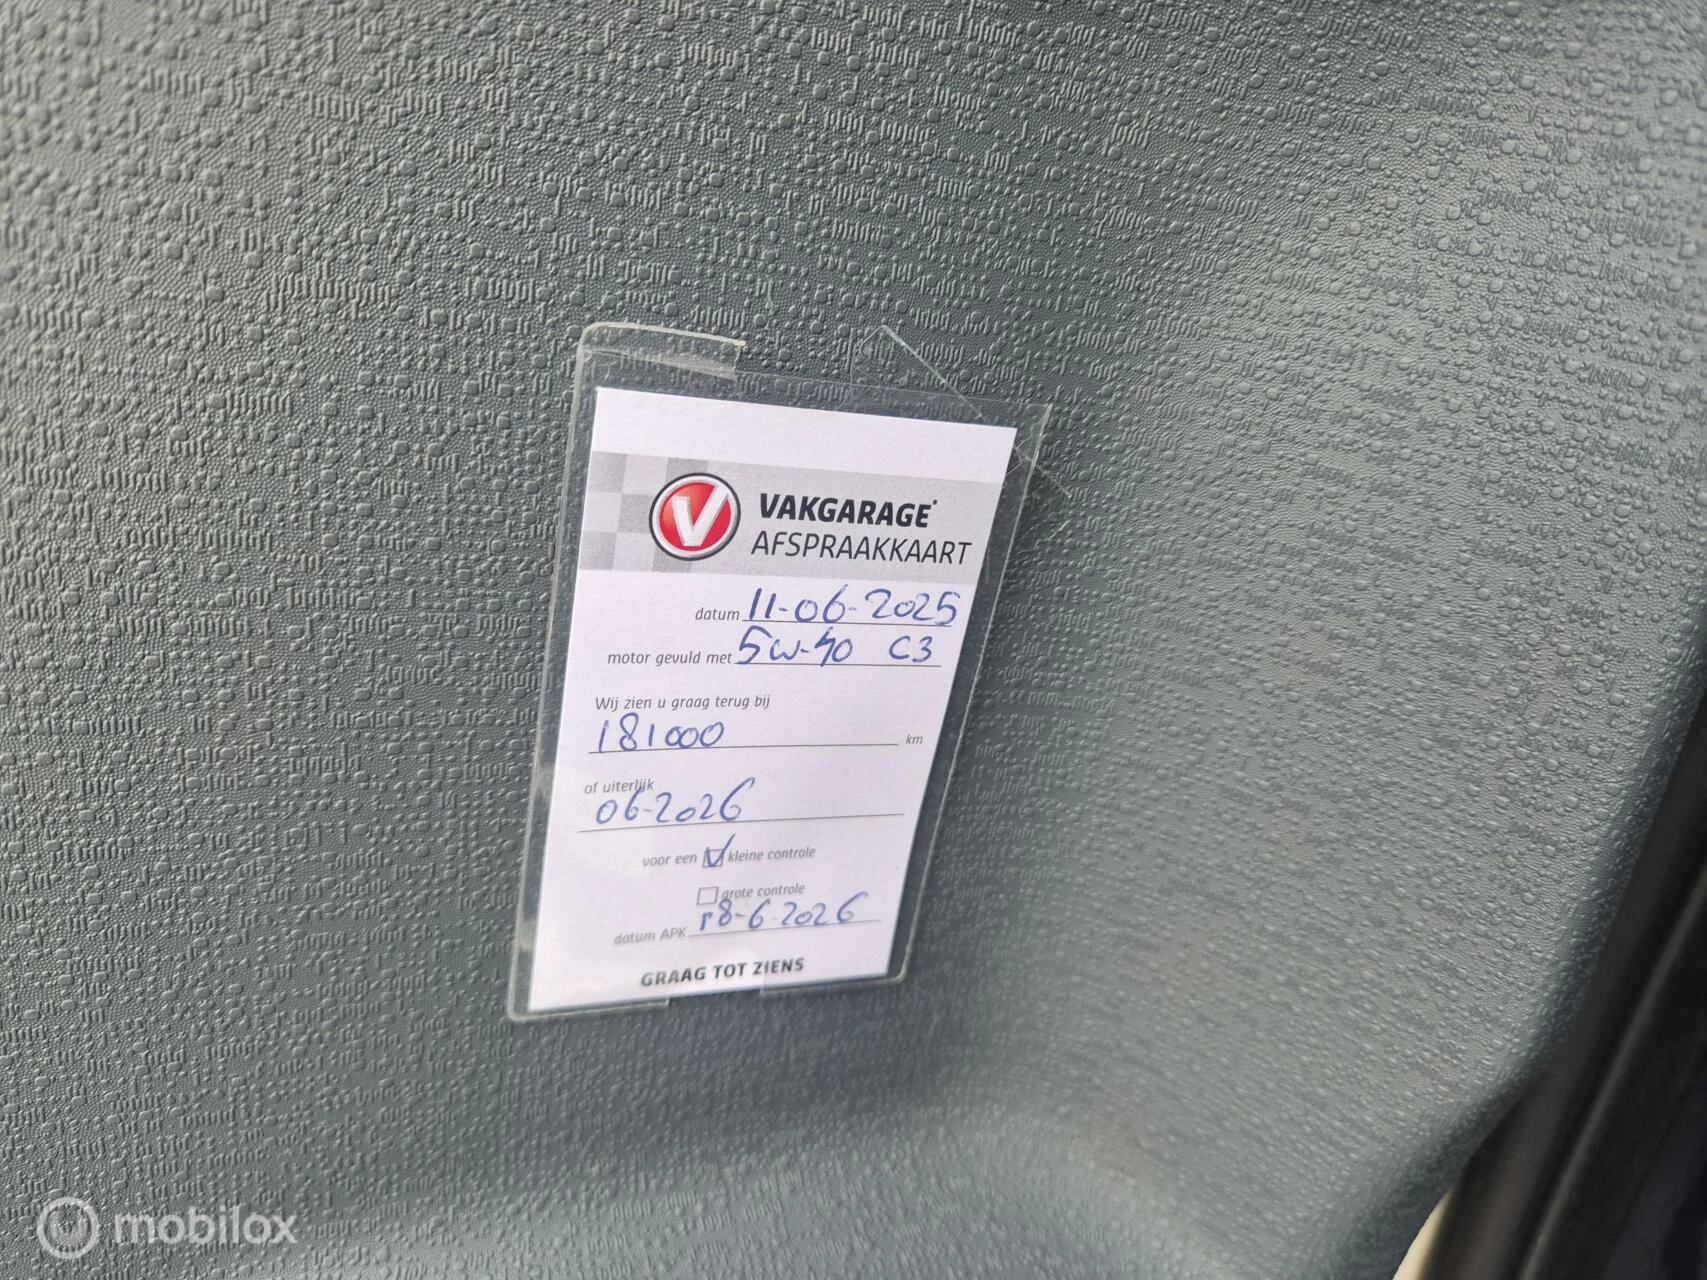 V VAKGARAGE
AFSPRAAKKAART
datum 11-06-2025
motor gevuld met 5w-40 C3
Wij zien u graag terug bij
181000 km
of uiterlijk
06-2026
voor een kleine controle
grote controle
datum APK 18-6-2026
GRAAG TOT ZIENS
mobilox